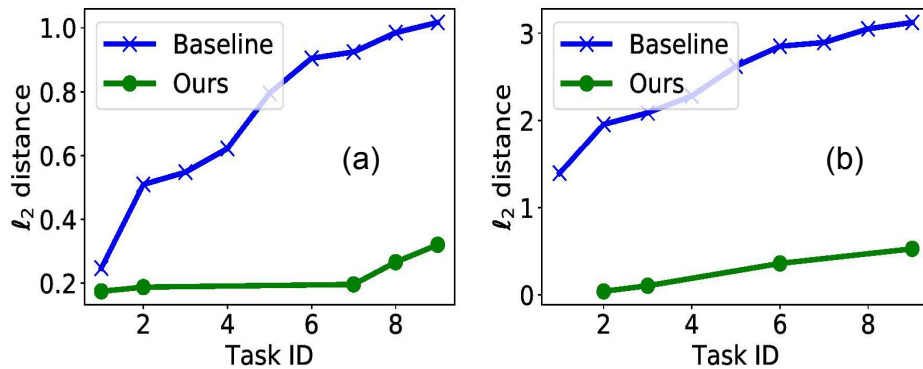 1.0
0.8
0.6
0.4
0.2
ℓ2 distance
Baseline
Ours
(a)
2 4 6 8
Task ID
3
2
1
0
ℓ2 distance
Baseline
Ours
(b)
2 4 6 8
Task ID